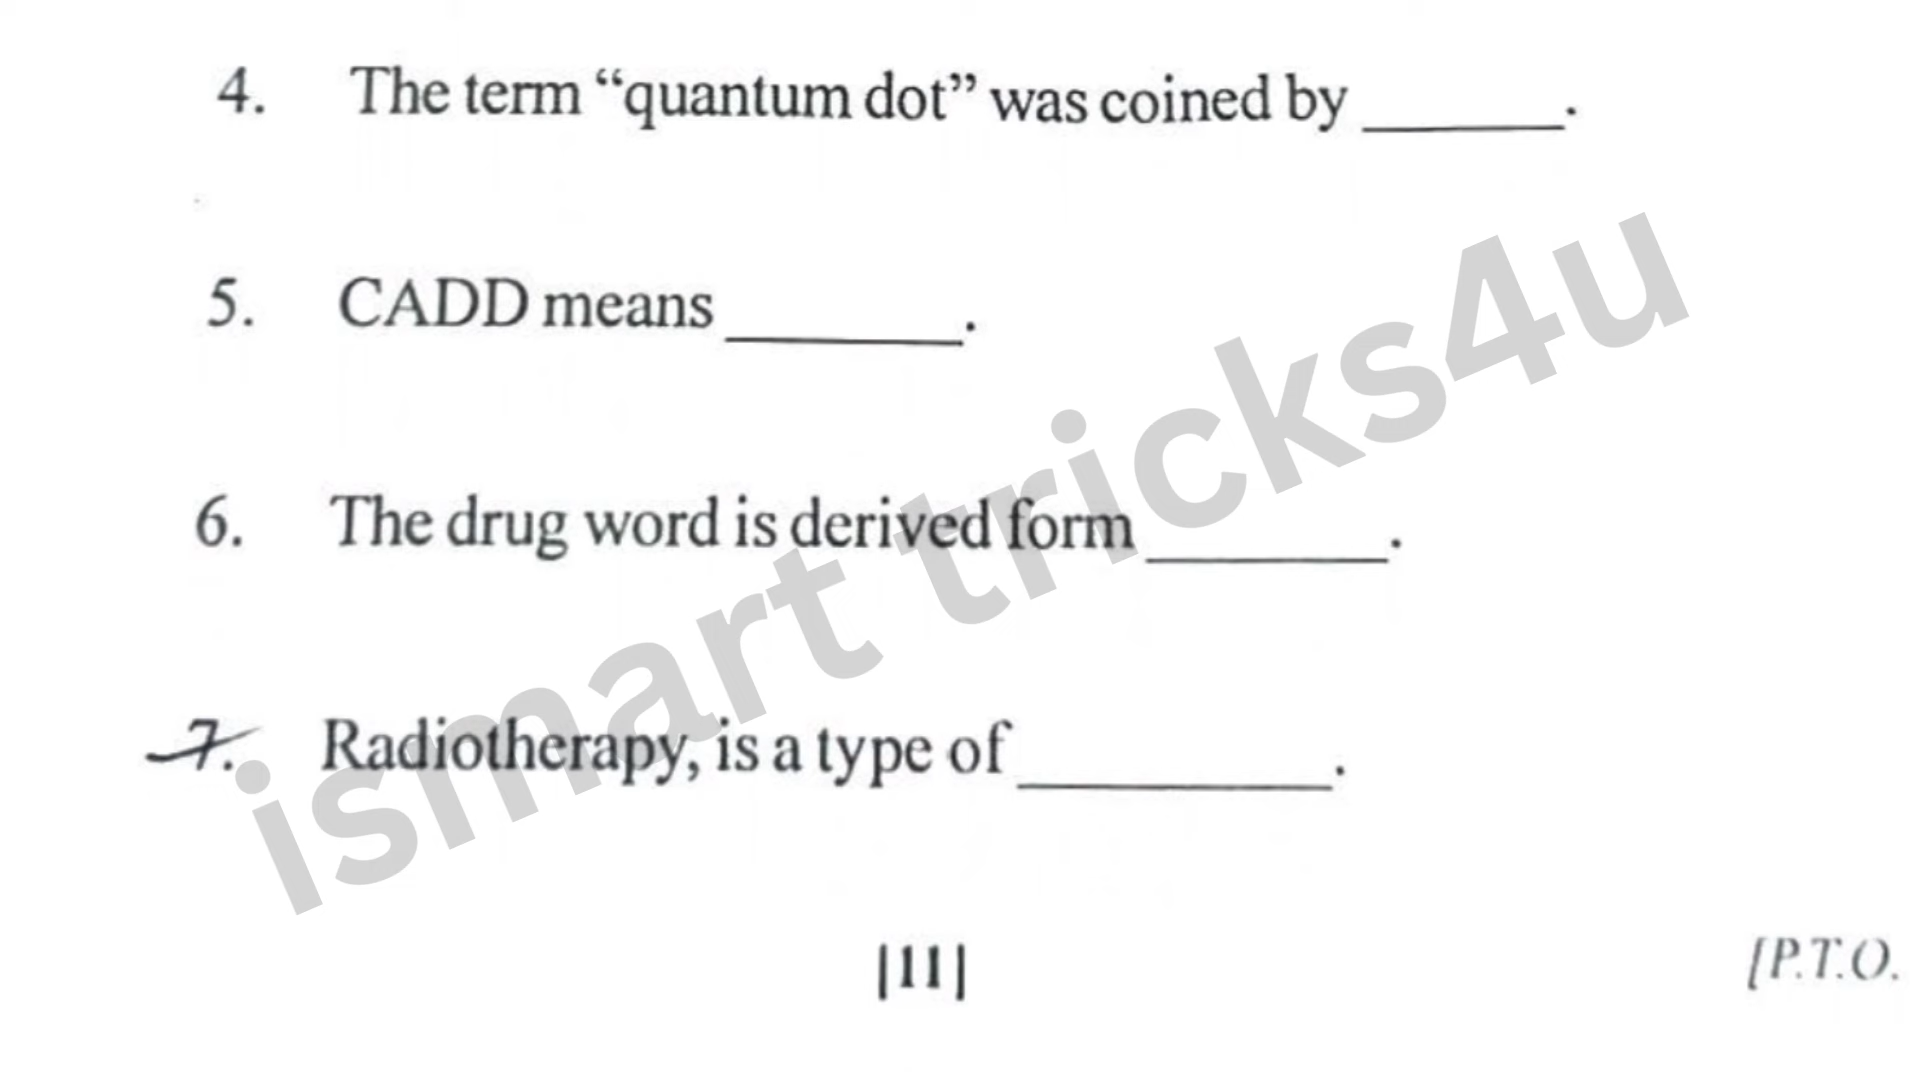 4. The term “quantum dot” was coined by ______.
5. CADD means ______.
6. The drug word is derived form ______.
7. Radiotherapy, is a type of ______.
ismart tricks4u
[11]
[P.T.O.